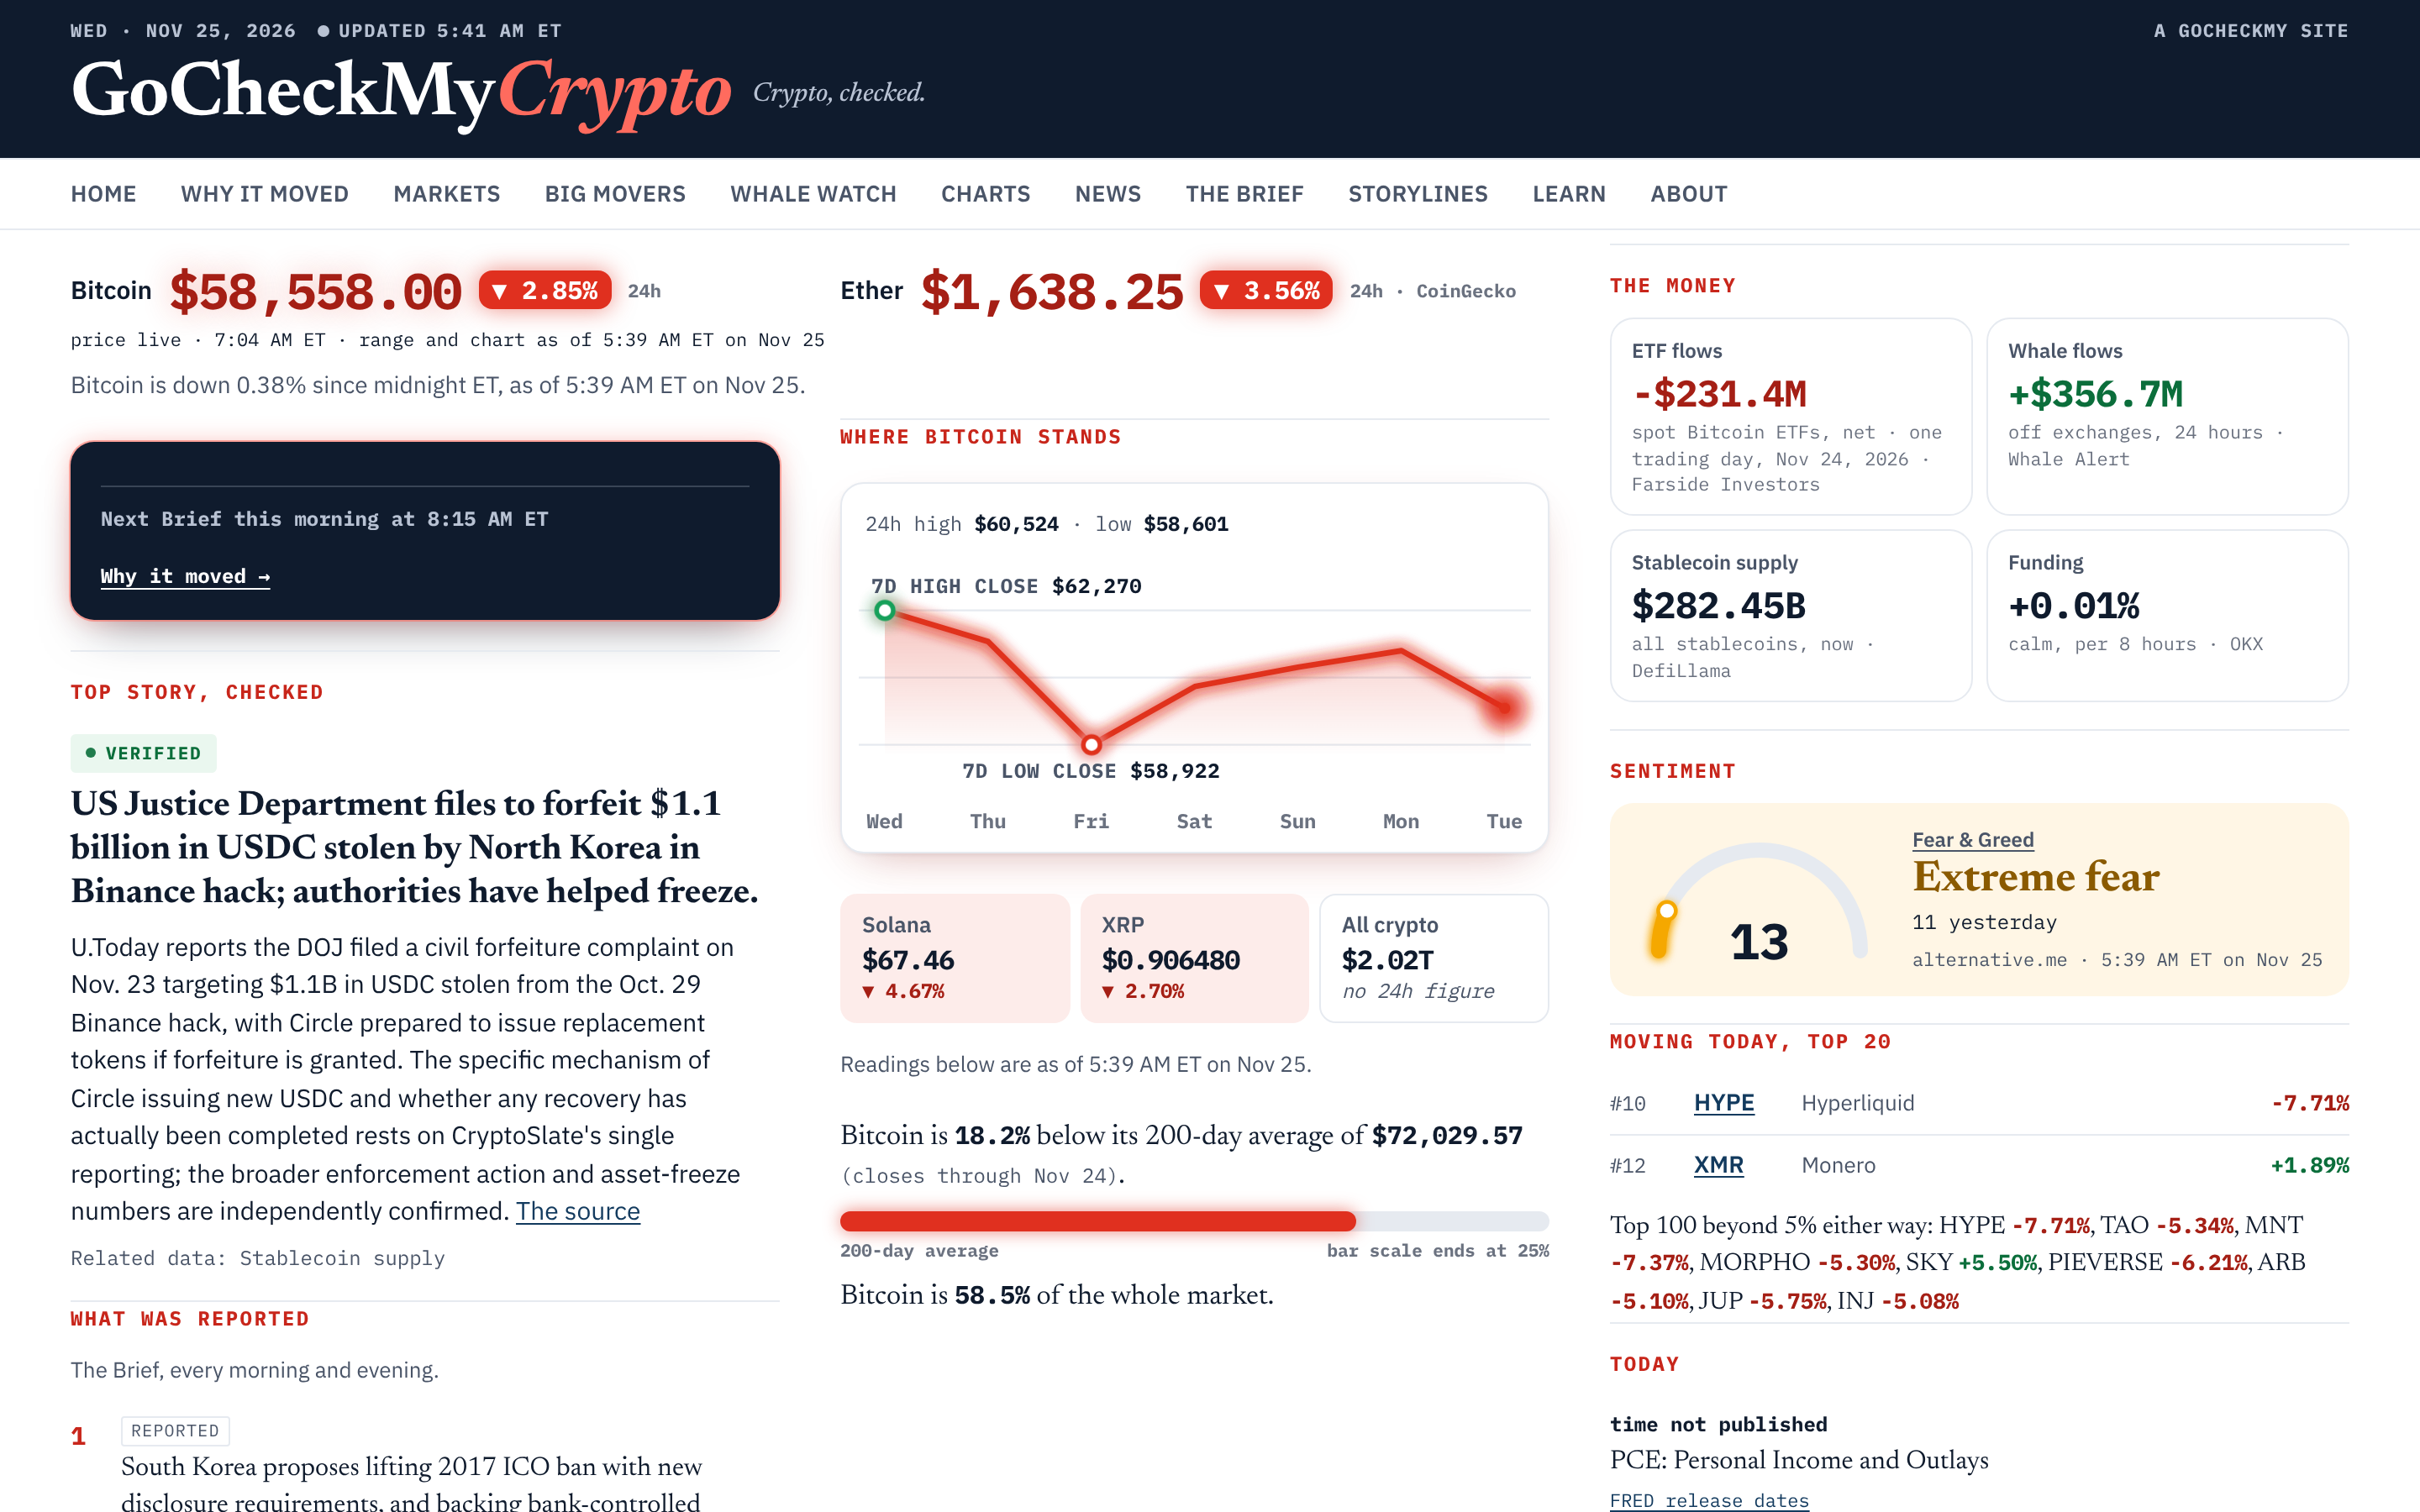 WED · NOV 25, 2026 ● UPDATED 5:41 AM ET
A GOCHECKMY SITE
GoCheckMyCrypto Crypto, checked.
HOME WHY IT MOVED MARKETS BIG MOVERS WHALE WATCH CHARTS NEWS THE BRIEF STORYLINES LEARN ABOUT
Bitcoin $58,558.00 ▼ 2.85% 24h
price live · 7:04 AM ET · range and chart as of 5:39 AM ET on Nov 25
Bitcoin is down 0.38% since midnight ET, as of 5:39 AM ET on Nov 25.
Next Brief this morning at 8:15 AM ET
Why it moved →
TOP STORY, CHECKED
● VERIFIED
US Justice Department files to forfeit $1.1
billion in USDC stolen by North Korea in
Binance hack; authorities have helped freeze.
U.Today reports the DOJ filed a civil forfeiture complaint on
Nov. 23 targeting $1.1B in USDC stolen from the Oct. 29
Binance hack, with Circle prepared to issue replacement
tokens if forfeiture is granted. The specific mechanism of
Circle issuing new USDC and whether any recovery has
actually been completed rests on CryptoSlate's single
reporting; the broader enforcement action and asset-freeze
numbers are independently confirmed. The source
Related data: Stablecoin supply
WHAT WAS REPORTED
The Brief, every morning and evening.
1 REPORTED
South Korea proposes lifting 2017 ICO ban with new
disclosure requirements, and backing bank-controlled
Ether $1,638.25 ▼ 3.56% 24h · CoinGecko
WHERE BITCOIN STANDS
24h high $60,524 · low $58,601
7D HIGH CLOSE $62,270
7D LOW CLOSE $58,922
Wed Thu Fri Sat Sun Mon Tue
Solana
$67.46
▼ 4.67%
XRP
$0.906480
▼ 2.70%
All crypto
$2.02T
no 24h figure
Readings below are as of 5:39 AM ET on Nov 25.
Bitcoin is 18.2% below its 200-day average of $72,029.57
(closes through Nov 24).
200-day average bar scale ends at 25%
Bitcoin is 58.5% of the whole market.
THE MONEY
ETF flows
-$231.4M
spot Bitcoin ETFs, net · one
trading day, Nov 24, 2026 ·
Farside Investors
Whale flows
+$356.7M
off exchanges, 24 hours ·
Whale Alert
Stablecoin supply
$282.45B
all stablecoins, now ·
DefiLlama
Funding
+0.01%
calm, per 8 hours · OKX
SENTIMENT
13
Fear & Greed
Extreme fear
11 yesterday
alternative.me · 5:39 AM ET on Nov 25
MOVING TODAY, TOP 20
#10 HYPE Hyperliquid -7.71%
#12 XMR Monero +1.89%
Top 100 beyond 5% either way: HYPE -7.71%, TAO -5.34%, MNT
-7.37%, MORPHO -5.30%, SKY +5.50%, PIEVERSE -6.21%, ARB
-5.10%, JUP -5.75%, INJ -5.08%
TODAY
time not published
PCE: Personal Income and Outlays
FRED release dates